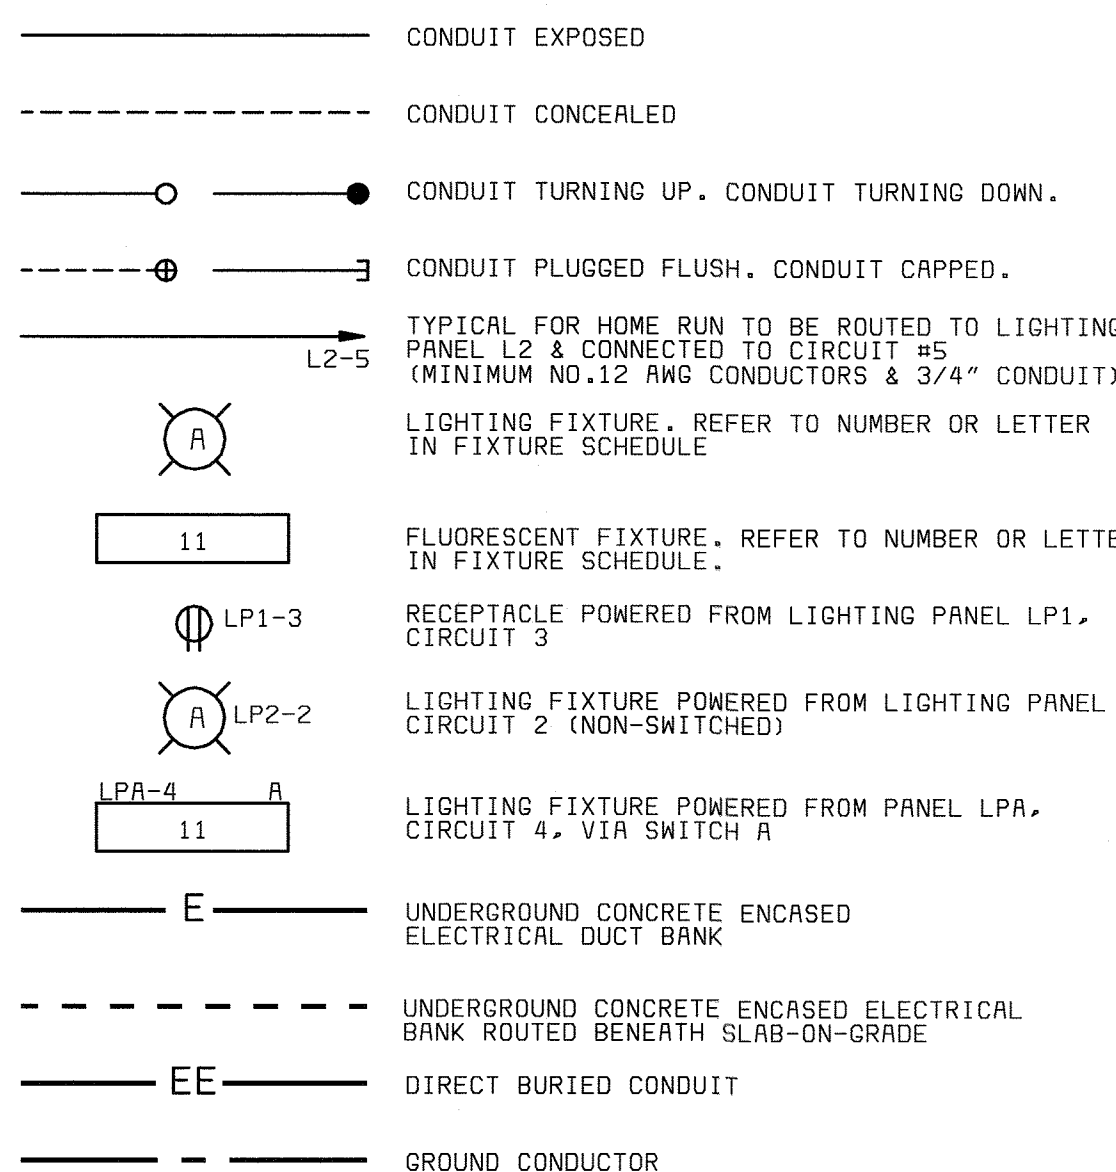 CONDUIT EXPOSED
CONDUIT CONCEALED
CONDUIT TURNING UP. CONDUIT TURNING DOWN.
CONDUIT PLUGGED FLUSH. CONDUIT CAPPED.
L2-5
TYPICAL FOR HOME RUN TO BE ROUTED TO LIGHTING
PANEL L2 & CONNECTED TO CIRCUIT #5
(MINIMUM NO.12 AWG CONDUCTORS & 3/4" CONDUIT)
A
LIGHTING FIXTURE. REFER TO NUMBER OR LETTER
IN FIXTURE SCHEDULE
11
FLUORESCENT FIXTURE. REFER TO NUMBER OR LETTE
IN FIXTURE SCHEDULE.
LP1-3
RECEPTACLE POWERED FROM LIGHTING PANEL LP1,
CIRCUIT 3
A LP2-2
LIGHTING FIXTURE POWERED FROM LIGHTING PANEL
CIRCUIT 2 (NON-SWITCHED)
LPA-4 A
11
LIGHTING FIXTURE POWERED FROM PANEL LPA,
CIRCUIT 4, VIA SWITCH A
E
UNDERGROUND CONCRETE ENCASED
ELECTRICAL DUCT BANK
UNDERGROUND CONCRETE ENCASED ELECTRICAL
BANK ROUTED BENEATH SLAB-ON-GRADE
EE
DIRECT BURIED CONDUIT
GROUND CONDUCTOR